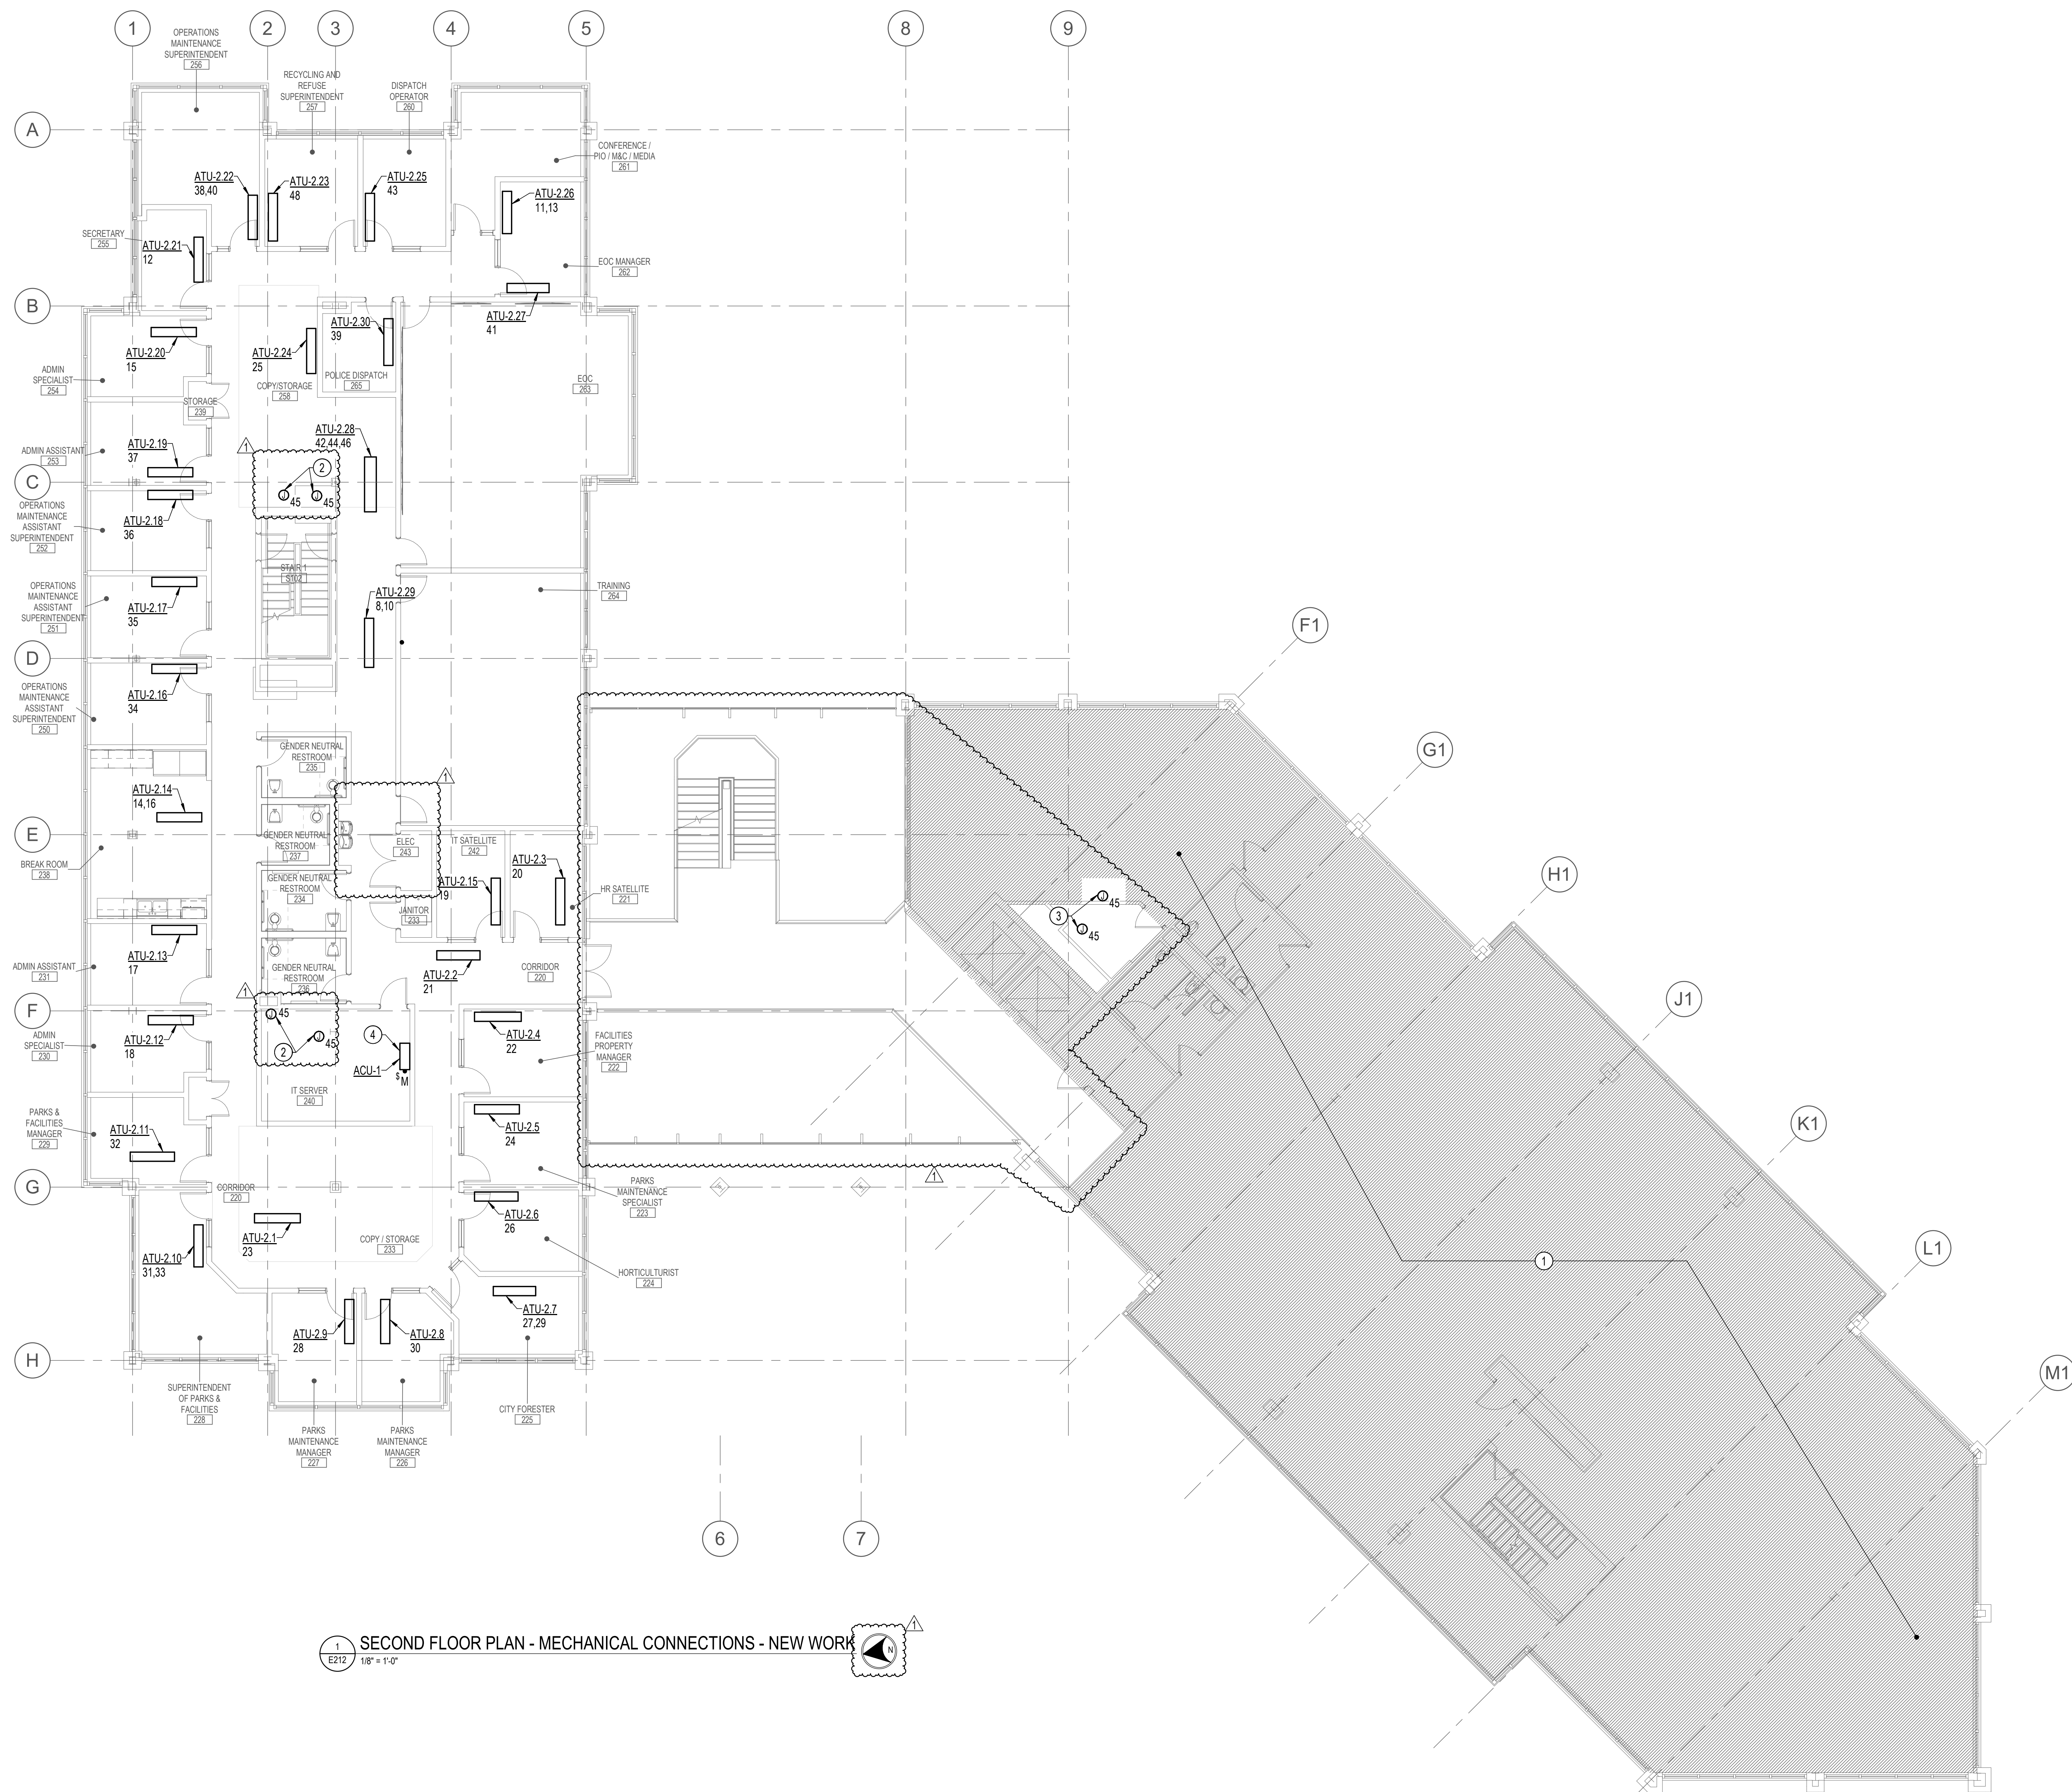 1
2
3
4
5
8
9
OPERATIONS
MAINTENANCE
SUPERINTENDENT
256
RECYCLING AND
REFUSE
SUPERINTENDENT
257
DISPATCH
OPERATOR
260
A
CONFERENCE /
PIO / M&C / MEDIA
261
ATU-2.22
38,40
ATU-2.23
48
ATU-2.25
43
ATU-2.26
11,13
SECRETARY
255
ATU-2.21
12
EOC MANAGER
262
B
ATU-2.27
41
ATU-2.30
39
ATU-2.20
15
ATU-2.24
25
ADMIN
SPECIALIST
254
POLICE DISPATCH
265
COPY/STORAGE
258
EOC
263
STORAGE
239
ATU-2.28
42,44,46
ADMIN ASSISTANT
253
ATU-2.19
37
1
2
J
45
J
45
C
OPERATIONS
MAINTENANCE
ASSISTANT
SUPERINTENDENT
252
ATU-2.18
36
STAIR 1
S102
OPERATIONS
MAINTENANCE
ASSISTANT
SUPERINTENDENT
251
ATU-2.17
35
ATU-2.29
8,10
TRAINING
264
F1
D
OPERATIONS
MAINTENANCE
ASSISTANT
SUPERINTENDENT
250
ATU-2.16
34
GENDER NEUTRAL
RESTROOM
235
1
G1
ATU-2.14
14,16
E
GENDER NEUTRAL
RESTROOM
237
ELEC
243
IT SATELLITE
242
ATU-2.3
20
BREAK ROOM
238
GENDER NEUTRAL
RESTROOM
234
ATU-2.15
19
HR SATELLITE
221
H1
JANITOR
233
3
J
45
J
45
ADMIN ASSISTANT
231
ATU-2.13
17
GENDER NEUTRAL
RESTROOM
236
ATU-2.2
21
CORRIDOR
220
J1
1
F
J
45
J
45
2
4
ATU-2.4
22
ADMIN
SPECIALIST
230
ATU-2.12
18
FACILITIES
PROPERTY
MANAGER
222
ACU-1
$
M
IT SERVER
240
K1
PARKS &
FACILITIES
MANAGER
229
ATU-2.11
32
ATU-2.5
24
1
G
CORRIDOR
220
PARKS
MAINTENANCE
SPECIALIST
223
ATU-2.6
26
ATU-2.1
23
COPY / STORAGE
233
L1
ATU-2.10
31,33
1
HORTICULTURIST
224
ATU-2.7
27,29
ATU-2.9
28
ATU-2.8
30
H
M1
SUPERINTENDENT
OF PARKS &
FACILITIES
228
CITY FORESTER
225
PARKS
MAINTENANCE
MANAGER
227
PARKS
MAINTENANCE
MANAGER
226
6
7
1
E212
SECOND FLOOR PLAN - MECHANICAL CONNECTIONS - NEW WORK
1/8" = 1'-0"
N
1